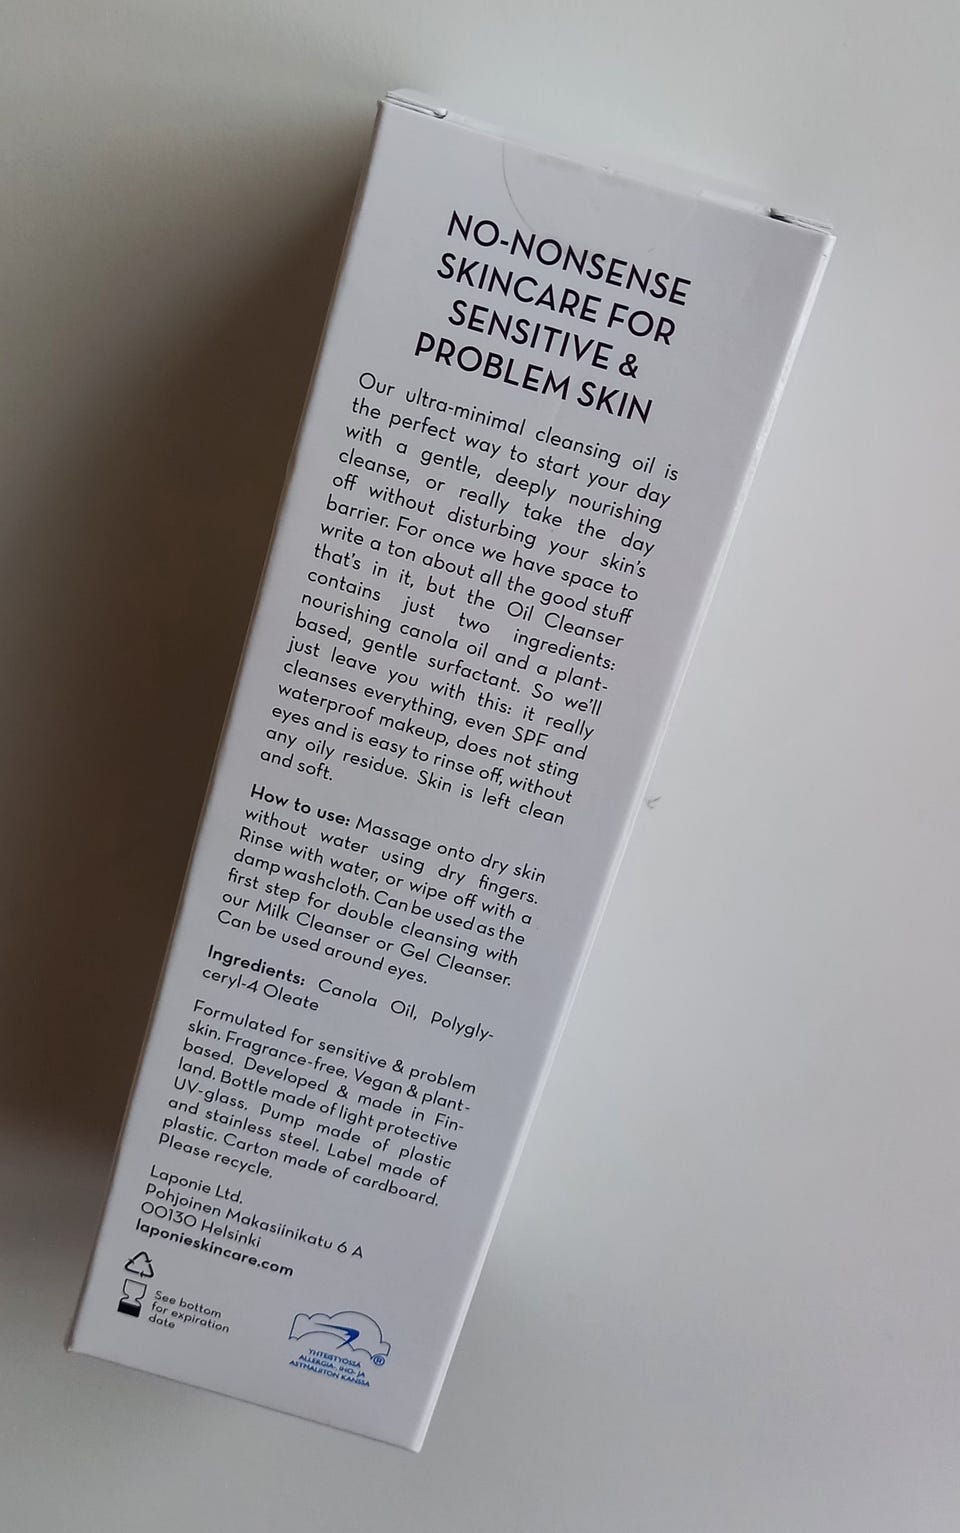 NO-NONSENSE
SKINCARE FOR
SENSITIVE &
PROBLEM SKIN
Our ultra-minimal cleansing oil is
the perfect way to start your day
with a gentle, deeply nourishing
cleanse, or really take the day
off without disturbing your skin's
barrier. For once we have space to
write a ton about all the good stuff
that's in it, but the Oil Cleanser
contains just two ingredients:
nourishing canola oil and a plant-
based, gentle surfactant. So we'll
just leave you with this: it really
cleanses everything, even SPF and
waterproof makeup, does not sting
eyes and is easy to rinse off, without
any oily residue. Skin is left clean
and soft.
How to use: Massage onto dry skin
without water using dry fingers.
Rinse with water, or wipe off with a
damp washcloth. Can be used as the
first step for double cleansing with
our Milk Cleanser or Gel Cleanser.
Can be used around eyes.
Ingredients: Canola Oil, Polygly-
ceryl-4 Oleate
Formulated for sensitive & problem
skin. Fragrance-free. Vegan & plant-
based. Developed & made in Fin-
land. Bottle made of light protective
UV-glass. Pump made of plastic
and stainless steel. Label made of
plastic. Carton made of cardboard.
Please recycle.
Laponie Ltd.
Pohjoinen Makasiinikatu 6 A
00130 Helsinki
laponieskincare.com
See bottom
for expiration
date
YHTEISTYÖSSÄ
ALLERGIA-, IHO- JA
ASTMALIITON KANSSA
®